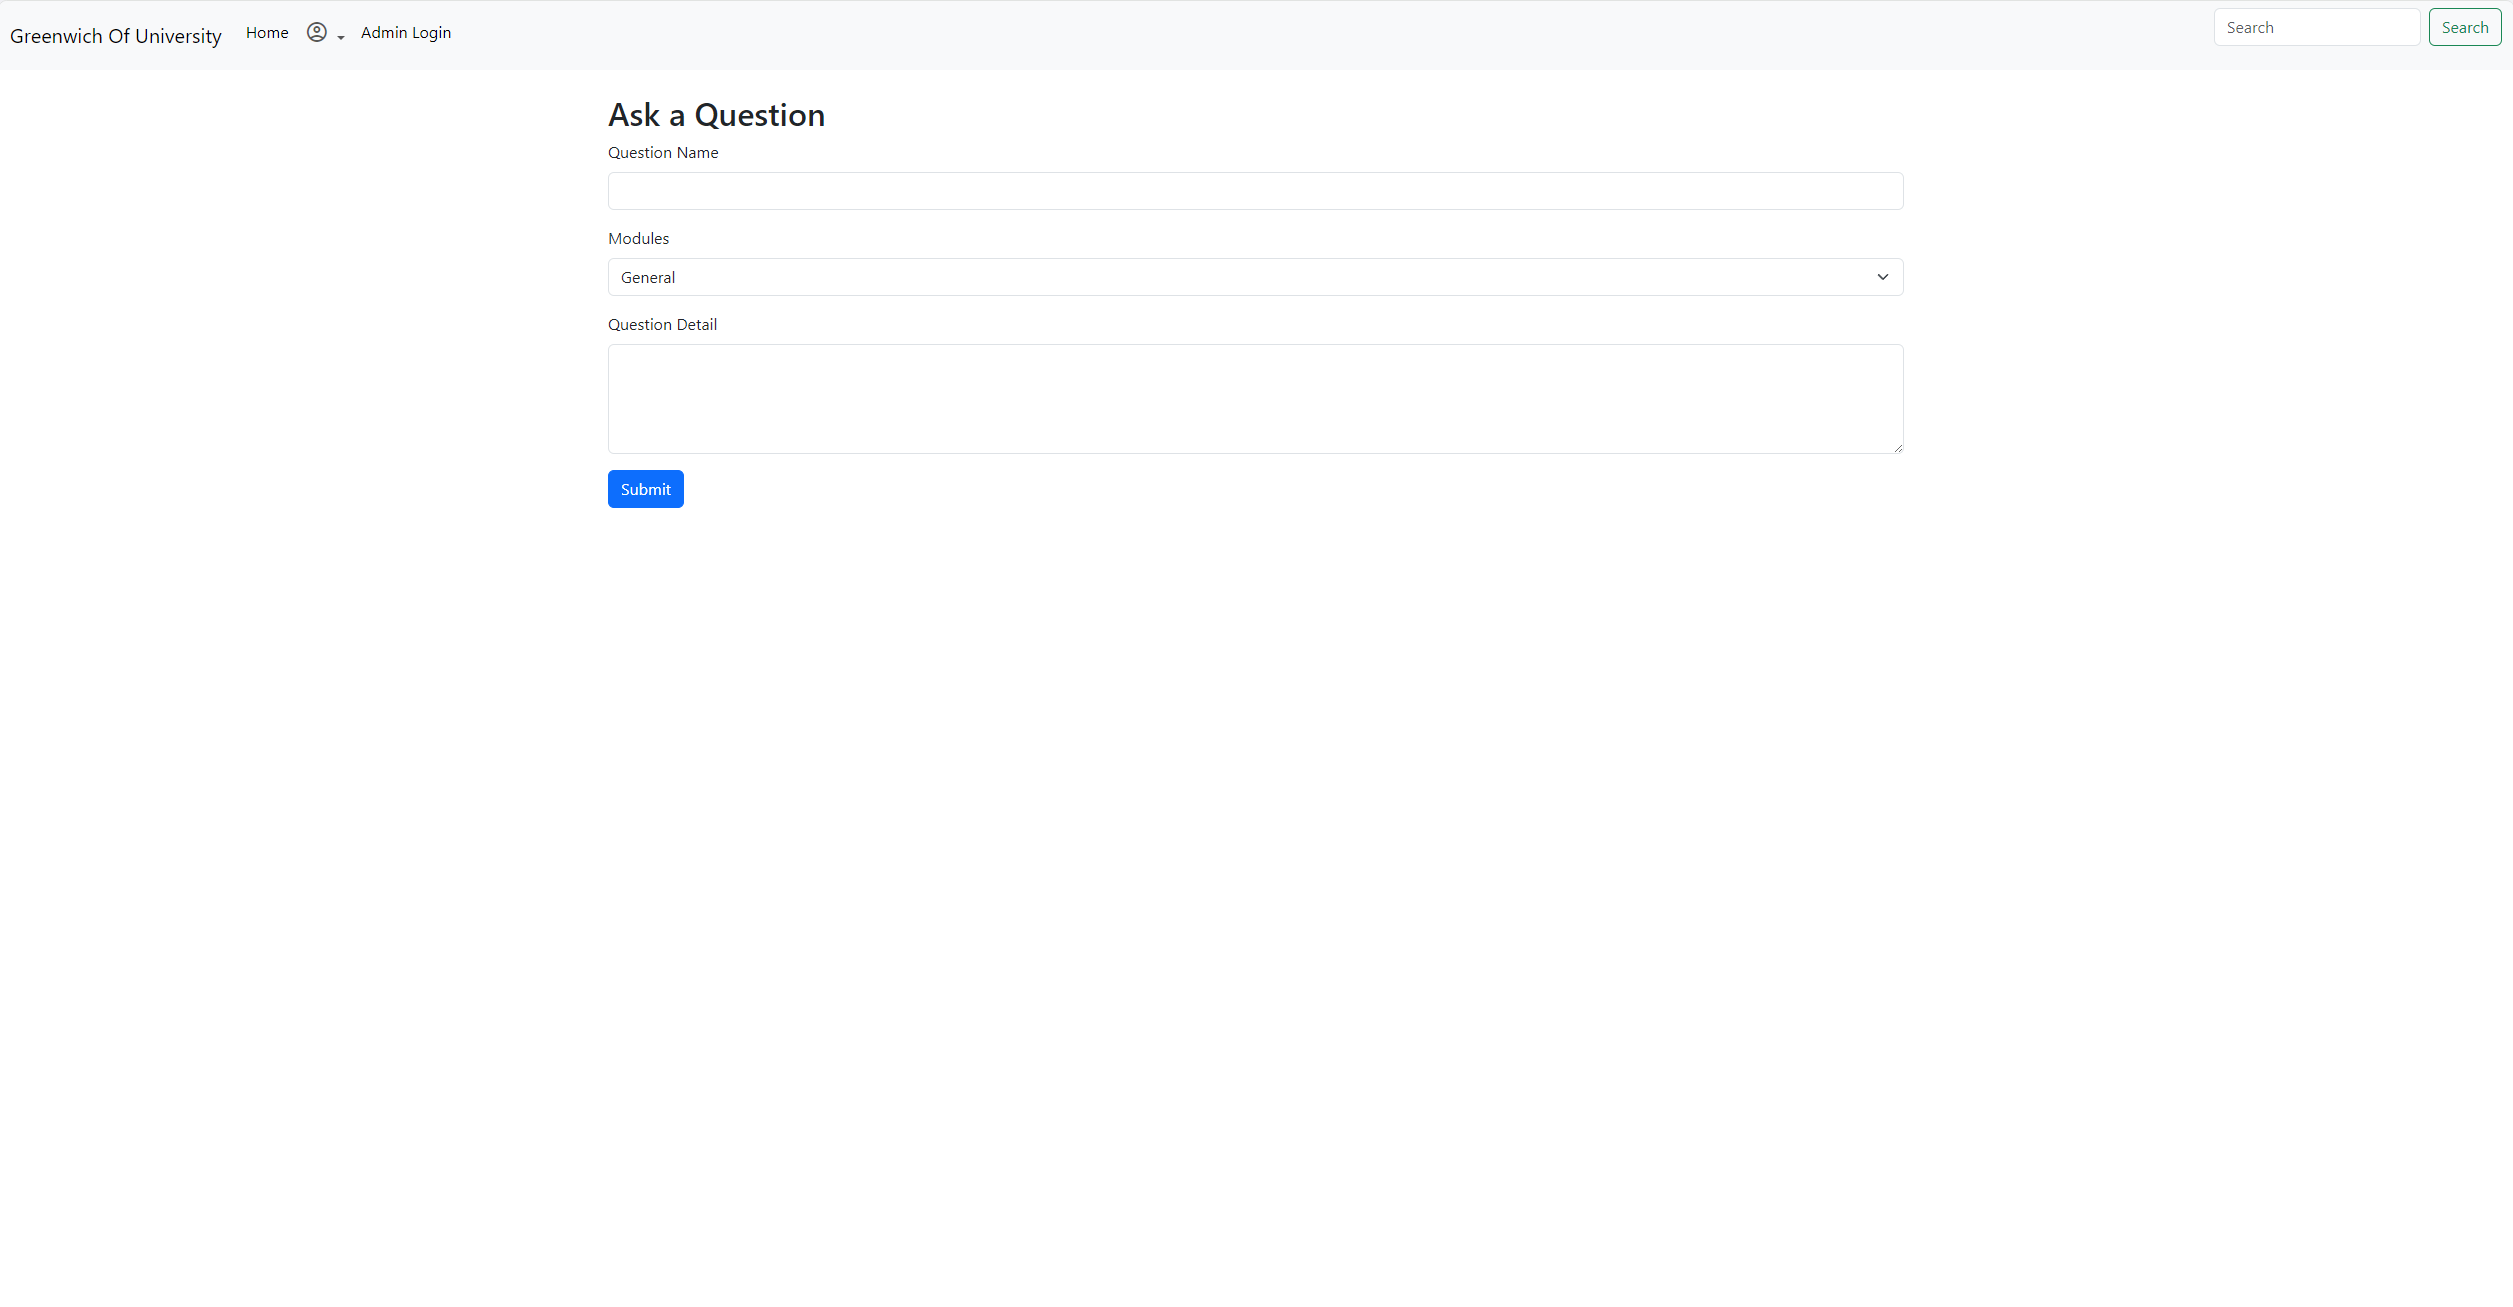 Greenwich Of University Home Admin Login Search Search
Ask a Question
Question Name
Modules
General
Question Detail
Submit